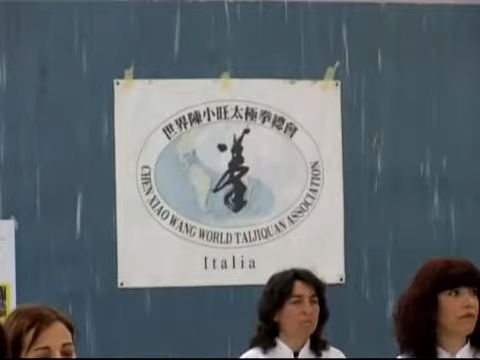 世界陳小旺太極拳總會
CHEN XIAO WANG WORLD TAIJIQUAN ASSOCIATION
Italia